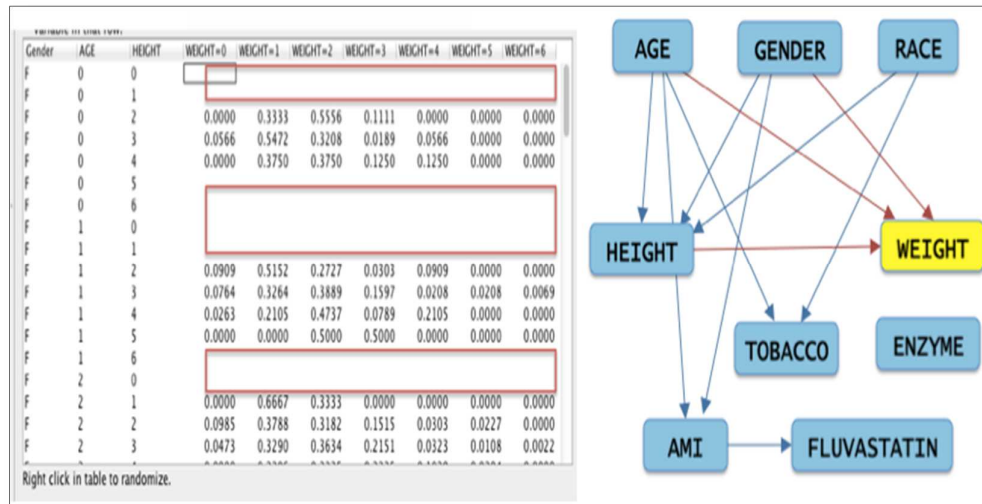 variable in that row.
Gender AGE HEIGHT WEIGHT=0 WEIGHT=1 WEIGHT=2 WEIGHT=3 WEIGHT=4 WEIGHT=5 WEIGHT=6
F 0 0
F 0 1
F 0 2 0.0000 0.3333 0.5556 0.1111 0.0000 0.0000 0.0000
F 0 3 0.0566 0.5472 0.3208 0.0189 0.0566 0.0000 0.0000
F 0 4 0.0000 0.3750 0.3750 0.1250 0.1250 0.0000 0.0000
F 0 5
F 0 6
F 1 0
F 1 1
F 1 2 0.0909 0.5152 0.2727 0.0303 0.0909 0.0000 0.0000
F 1 3 0.0764 0.3264 0.3889 0.1597 0.0208 0.0208 0.0069
F 1 4 0.0263 0.2105 0.4737 0.0789 0.2105 0.0000 0.0000
F 1 5 0.0000 0.0000 0.5000 0.5000 0.0000 0.0000 0.0000
F 1 6
F 2 0
F 2 1 0.0000 0.6667 0.3333 0.0000 0.0000 0.0000 0.0000
F 2 2 0.0985 0.3788 0.3182 0.1515 0.0303 0.0227 0.0000
F 2 3 0.0473 0.3290 0.3634 0.2151 0.0323 0.0108 0.0022
Right click in table to randomize.
AGE GENDER RACE
HEIGHT WEIGHT
TOBACCO ENZYME
AMI FLUVASTATIN